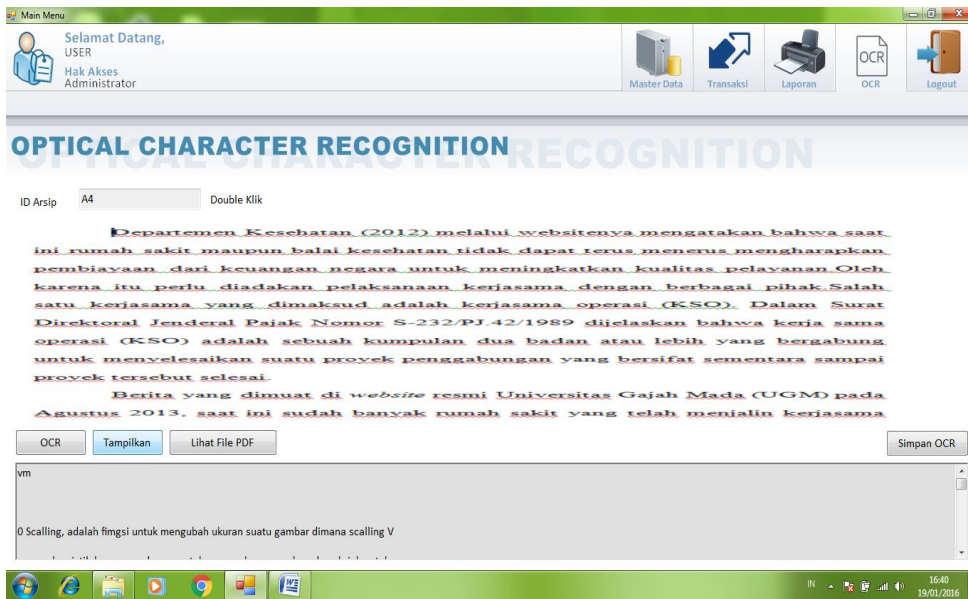 Main Menu
Selamat Datang,
USER
Hak Akses
Administrator
Master Data
Transaksi
Laporan
OCR
OCR
Logout
OPTICAL CHARACTER RECOGNITION
ID Arsip
A4
Double Klik
Departemen Kesehatan (2012) melalui websitenya mengatakan bahwa saat
ini rumah sakit maupun balai kesehatan tidak dapat terus menerus mengharapkan
pembiayaan dari keuangan negara untuk meningkatkan kualitas pelayanan.Oleh
karena itu perlu diadakan pelaksanaan kerjasama dengan berbagai pihak.Salah
satu kerjasama yang dimaksud adalah kerjasama operasi (KSO). Dalam Surat
Direktoral Jenderal Pajak Nomor S-232/PJ.42/1989 dijelaskan bahwa kerja sama
operasi (KSO) adalah sebuah kumpulan dua badan atau lebih yang bergabung
untuk menyelesaikan suatu proyek penggabungan yang bersifat sementara sampai
proyek tersebut selesai.
Berita yang dimuat di website resmi Universitas Gajah Mada (UGM) pada
Agustus 2013, saat ini sudah banyak rumah sakit yang telah menjalin kerjasama
OCR
Tampilkan
Lihat File PDF
Simpan OCR
vm
0 Scalling, adalah fimgsi untuk mengubah ukuran suatu gambar dimana scalling V
IN
16:40
19/01/2016